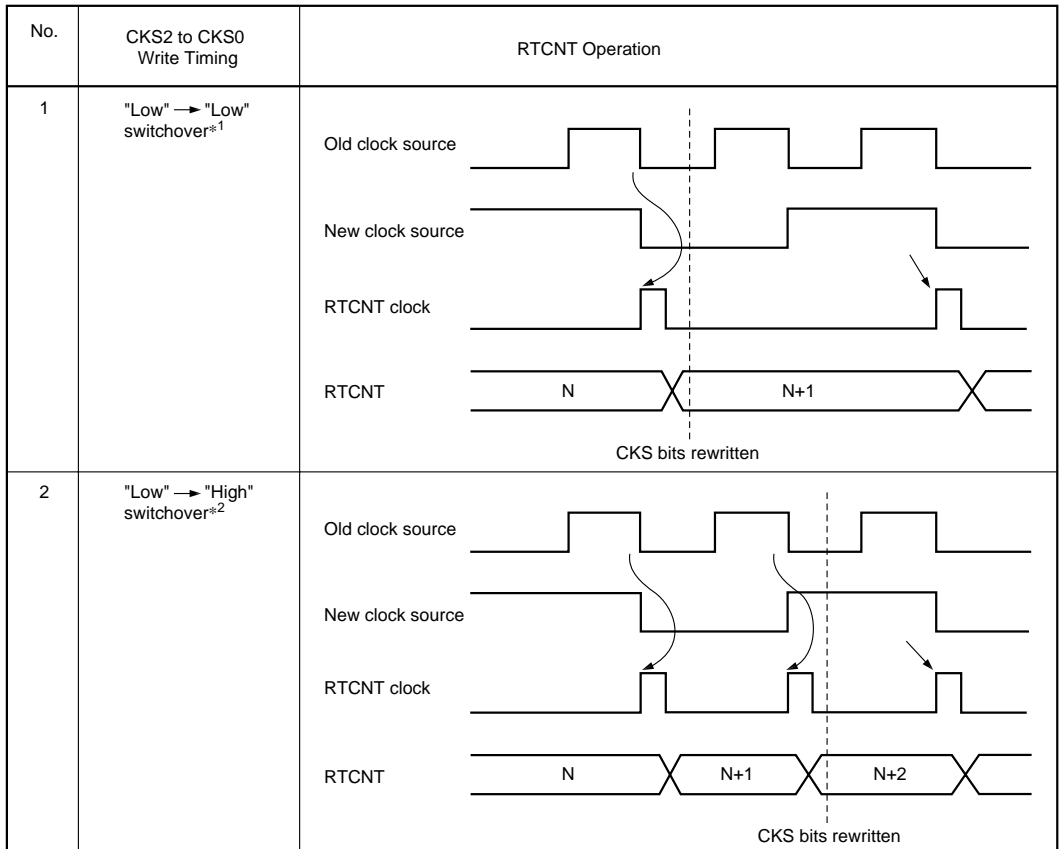 No.
CKS2 to CKS0
Write Timing
RTCNT Operation
1
"Low" → "Low"
switchover*1
Old clock source
New clock source
RTCNT clock
RTCNT
N
N+1
CKS bits rewritten
2
"Low" → "High"
switchover*2
Old clock source
New clock source
RTCNT clock
RTCNT
N
N+1
N+2
CKS bits rewritten